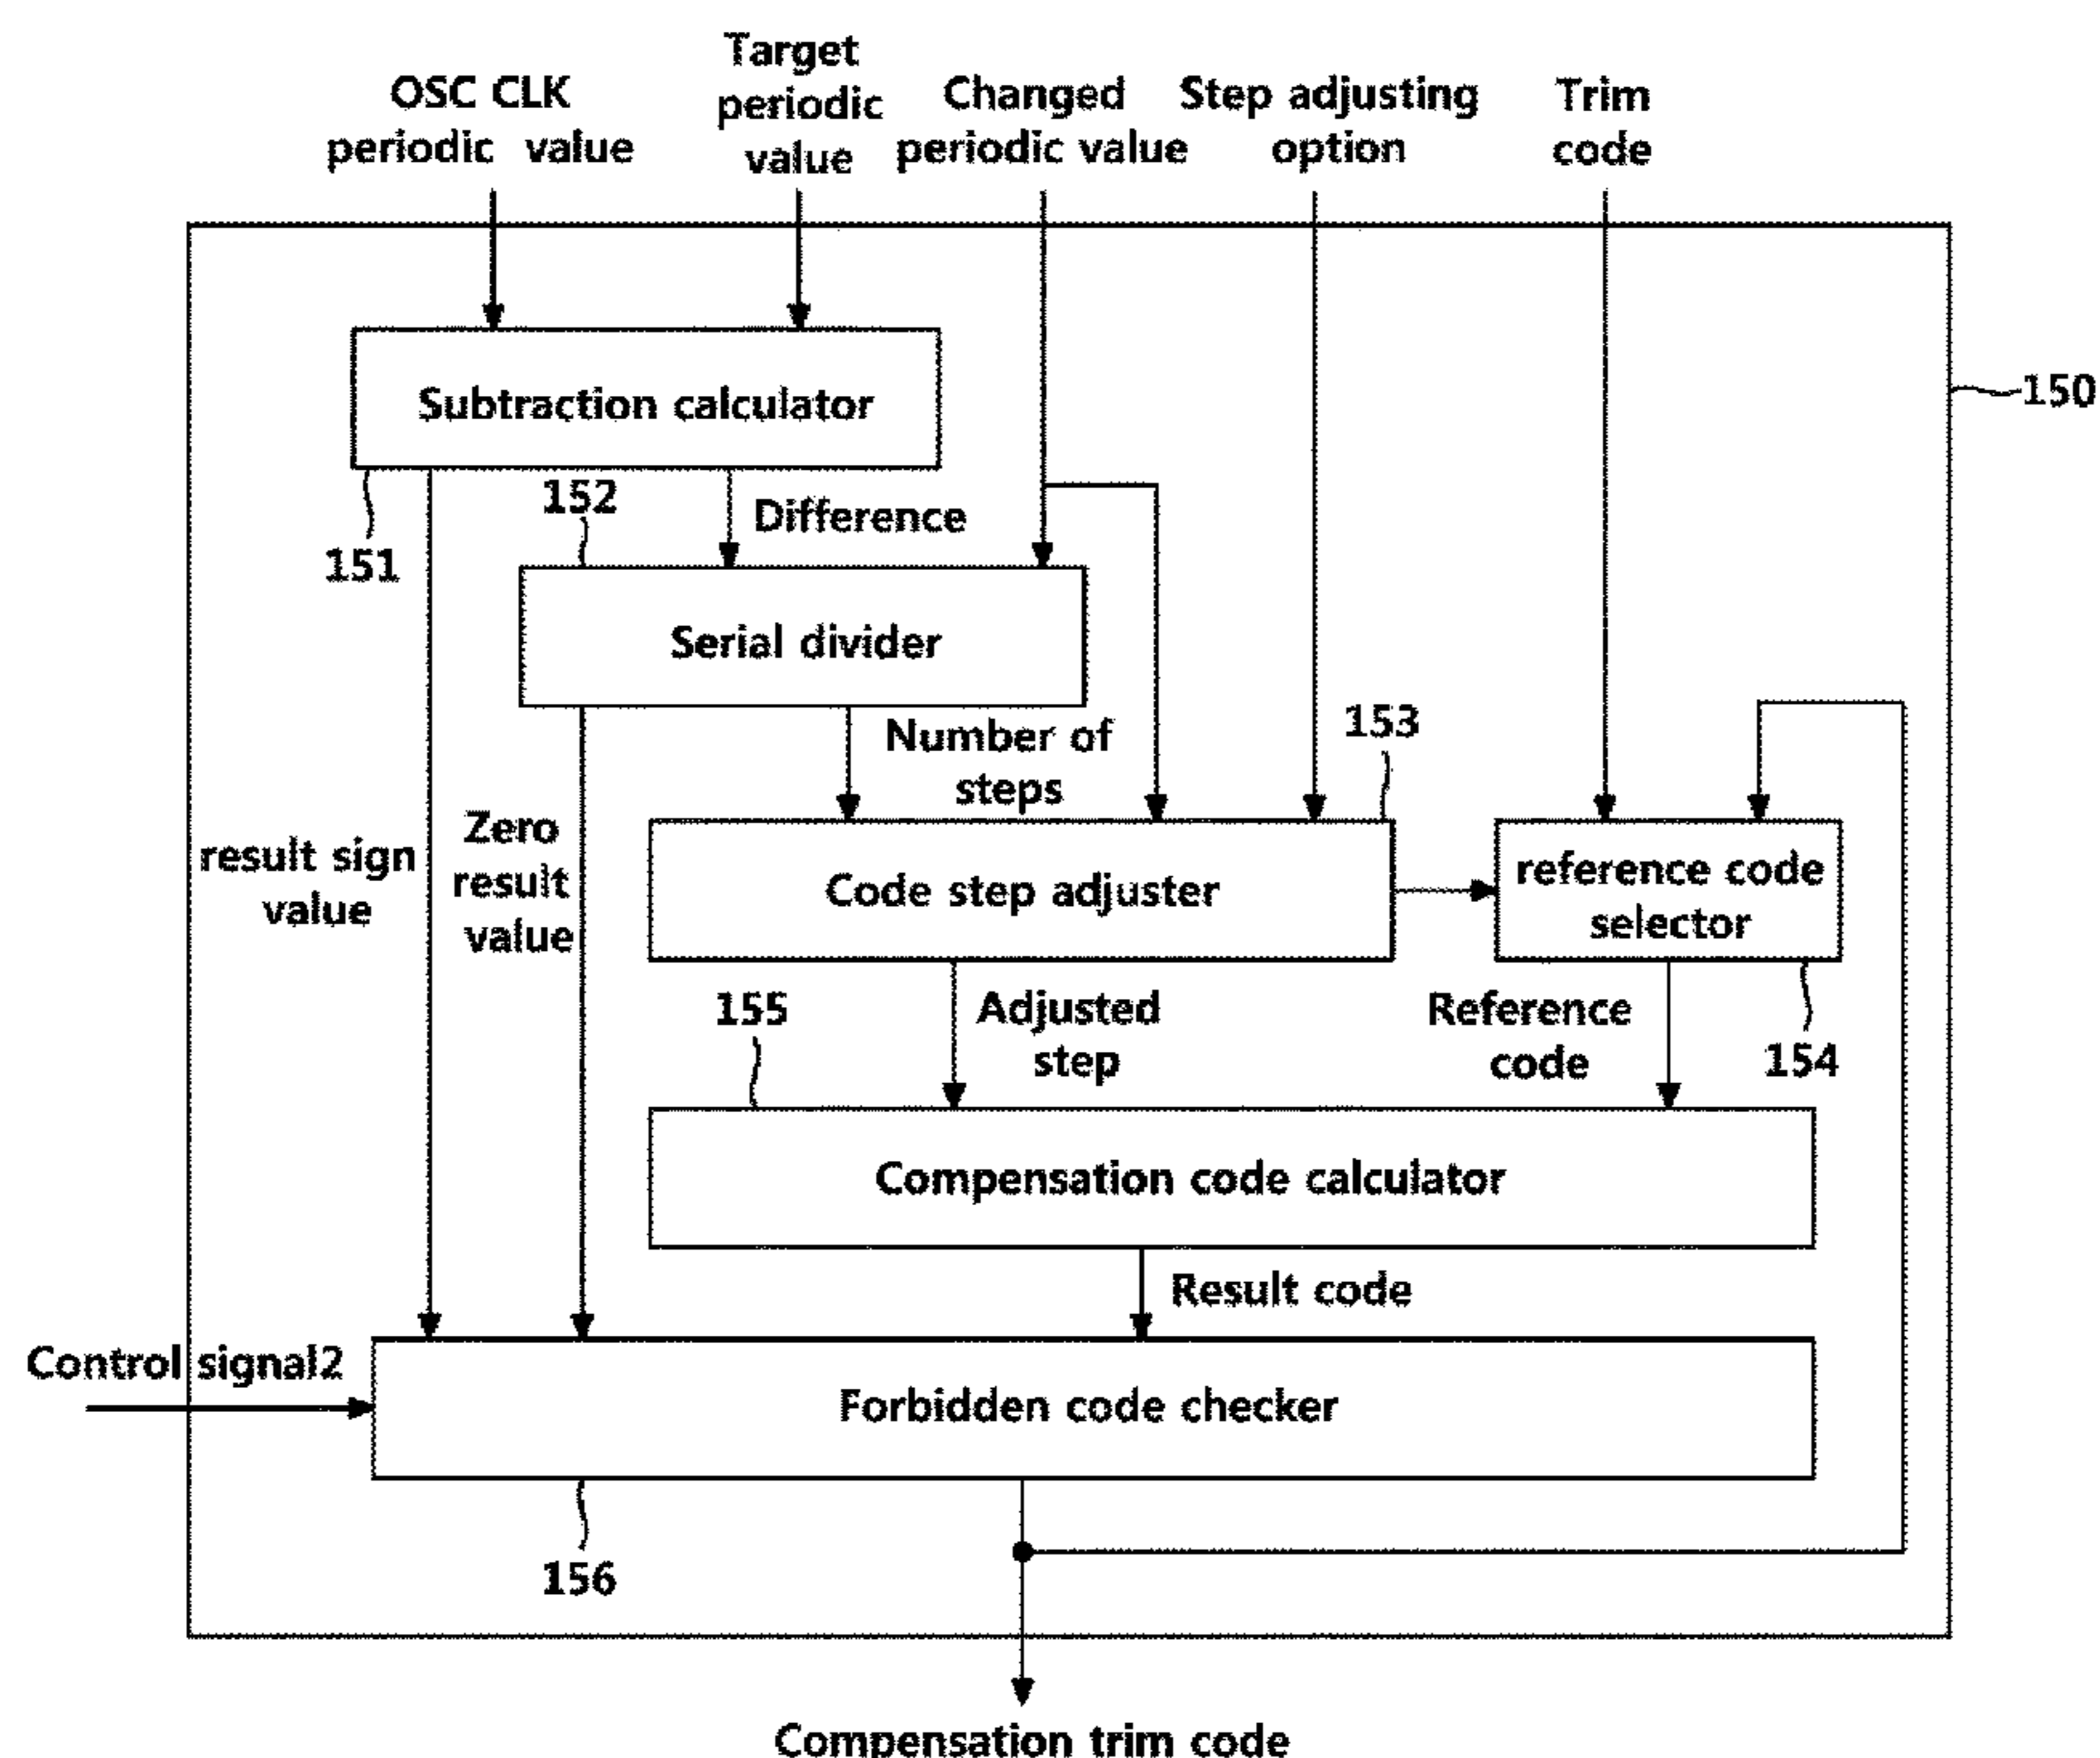 OSC CLK
periodic value
Target
periodic
value
Changed
periodic value
Step adjusting
option
Trim
code
150
Subtraction calculator
151
152
Difference
Serial divider
Number of
steps
153
result sign
value
Zero
result
value
Code step adjuster
reference code
selector
155
Adjusted
step
Reference
code
154
Compensation code calculator
Result code
Control signal2
Forbidden code checker
156
Compensation trim code